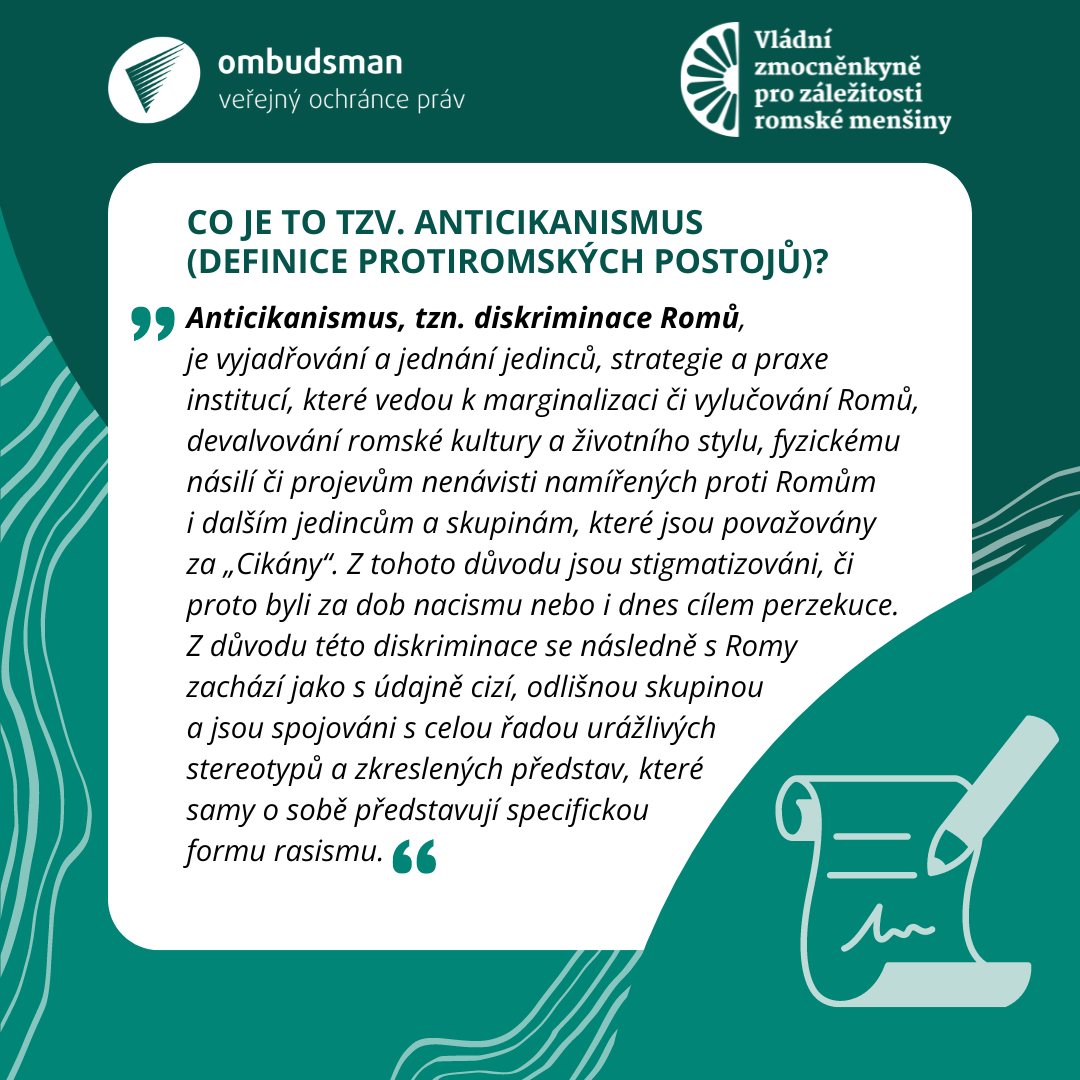 ombudsman
veřejný ochránce práv
Vládní
zmocněnkyně
pro záležitosti
romské menšiny
CO JE TO TZV. ANTICIKANISMUS
(DEFINICE PROTIROMSKÝCH POSTOJŮ)?
Anticikanismus, tzn. diskriminace Romů,
je vyjadřování a jednání jedinců, strategie a praxe
institucí, které vedou k marginalizaci či vylučování Romů,
devalvování romské kultury a životního stylu, fyzickému
násilí či projevům nenávisti namířených proti Romům
i dalším jedincům a skupinám, které jsou považovány
za „Cikány“. Z tohoto důvodu jsou stigmatizováni, či
proto byli za dob nacismu nebo i dnes cílem perzekuce.
Z důvodu této diskriminace se následně s Romy
zachází jako s údajně cizí, odlišnou skupinou
a jsou spojováni s celou řadou urážlivých
stereotypů a zkreslených představ, které
samy o sobě představují specifickou
formu rasismu.